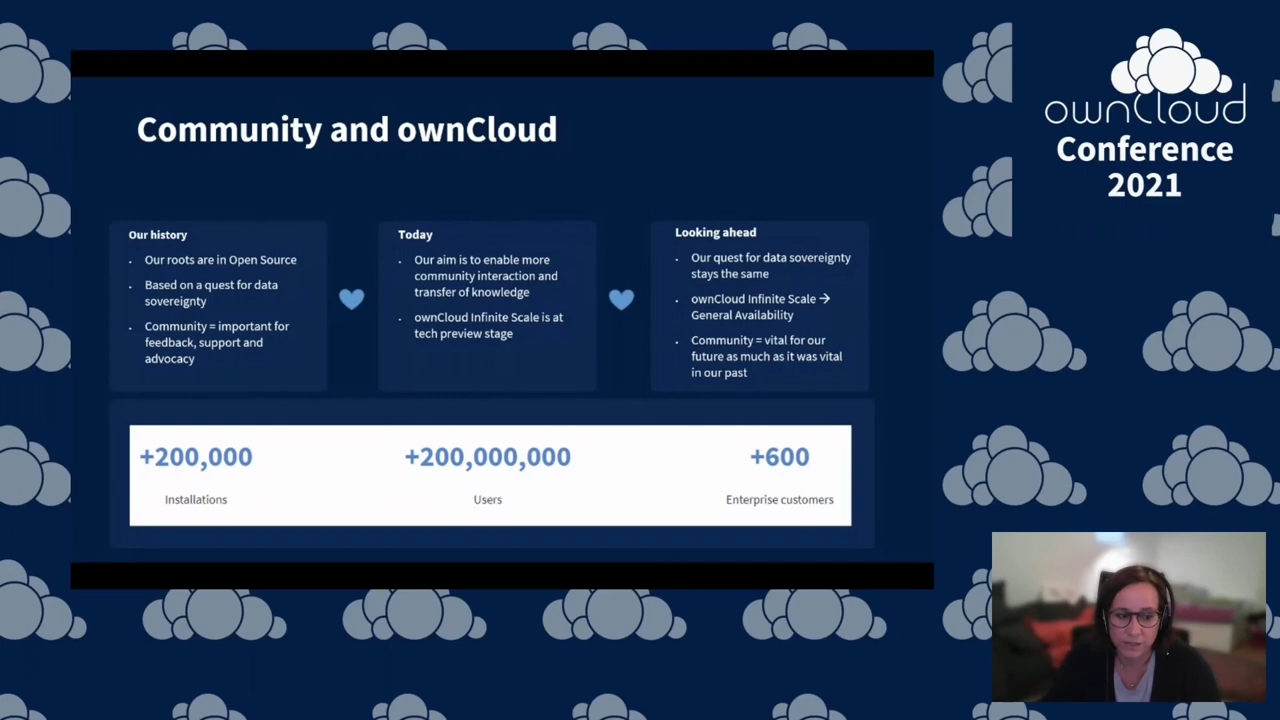 Community and ownCloud
Our history
Our roots are in Open Source
Based on a quest for data
sovereignty
Community = important for
feedback, support and
advocacy
Today
Our aim is to enable more
community interaction and
transfer of knowledge
ownCloud Infinite Scale is at
tech preview stage
Looking ahead
Our quest for data sovereignty
stays the same
ownCloud Infinite Scale →
General Availability
Community = vital for our
future as much as it was vital
in our past
+200,000
Installations
+200,000,000
Users
+600
Enterprise customers
ownCloud
Conference
2021